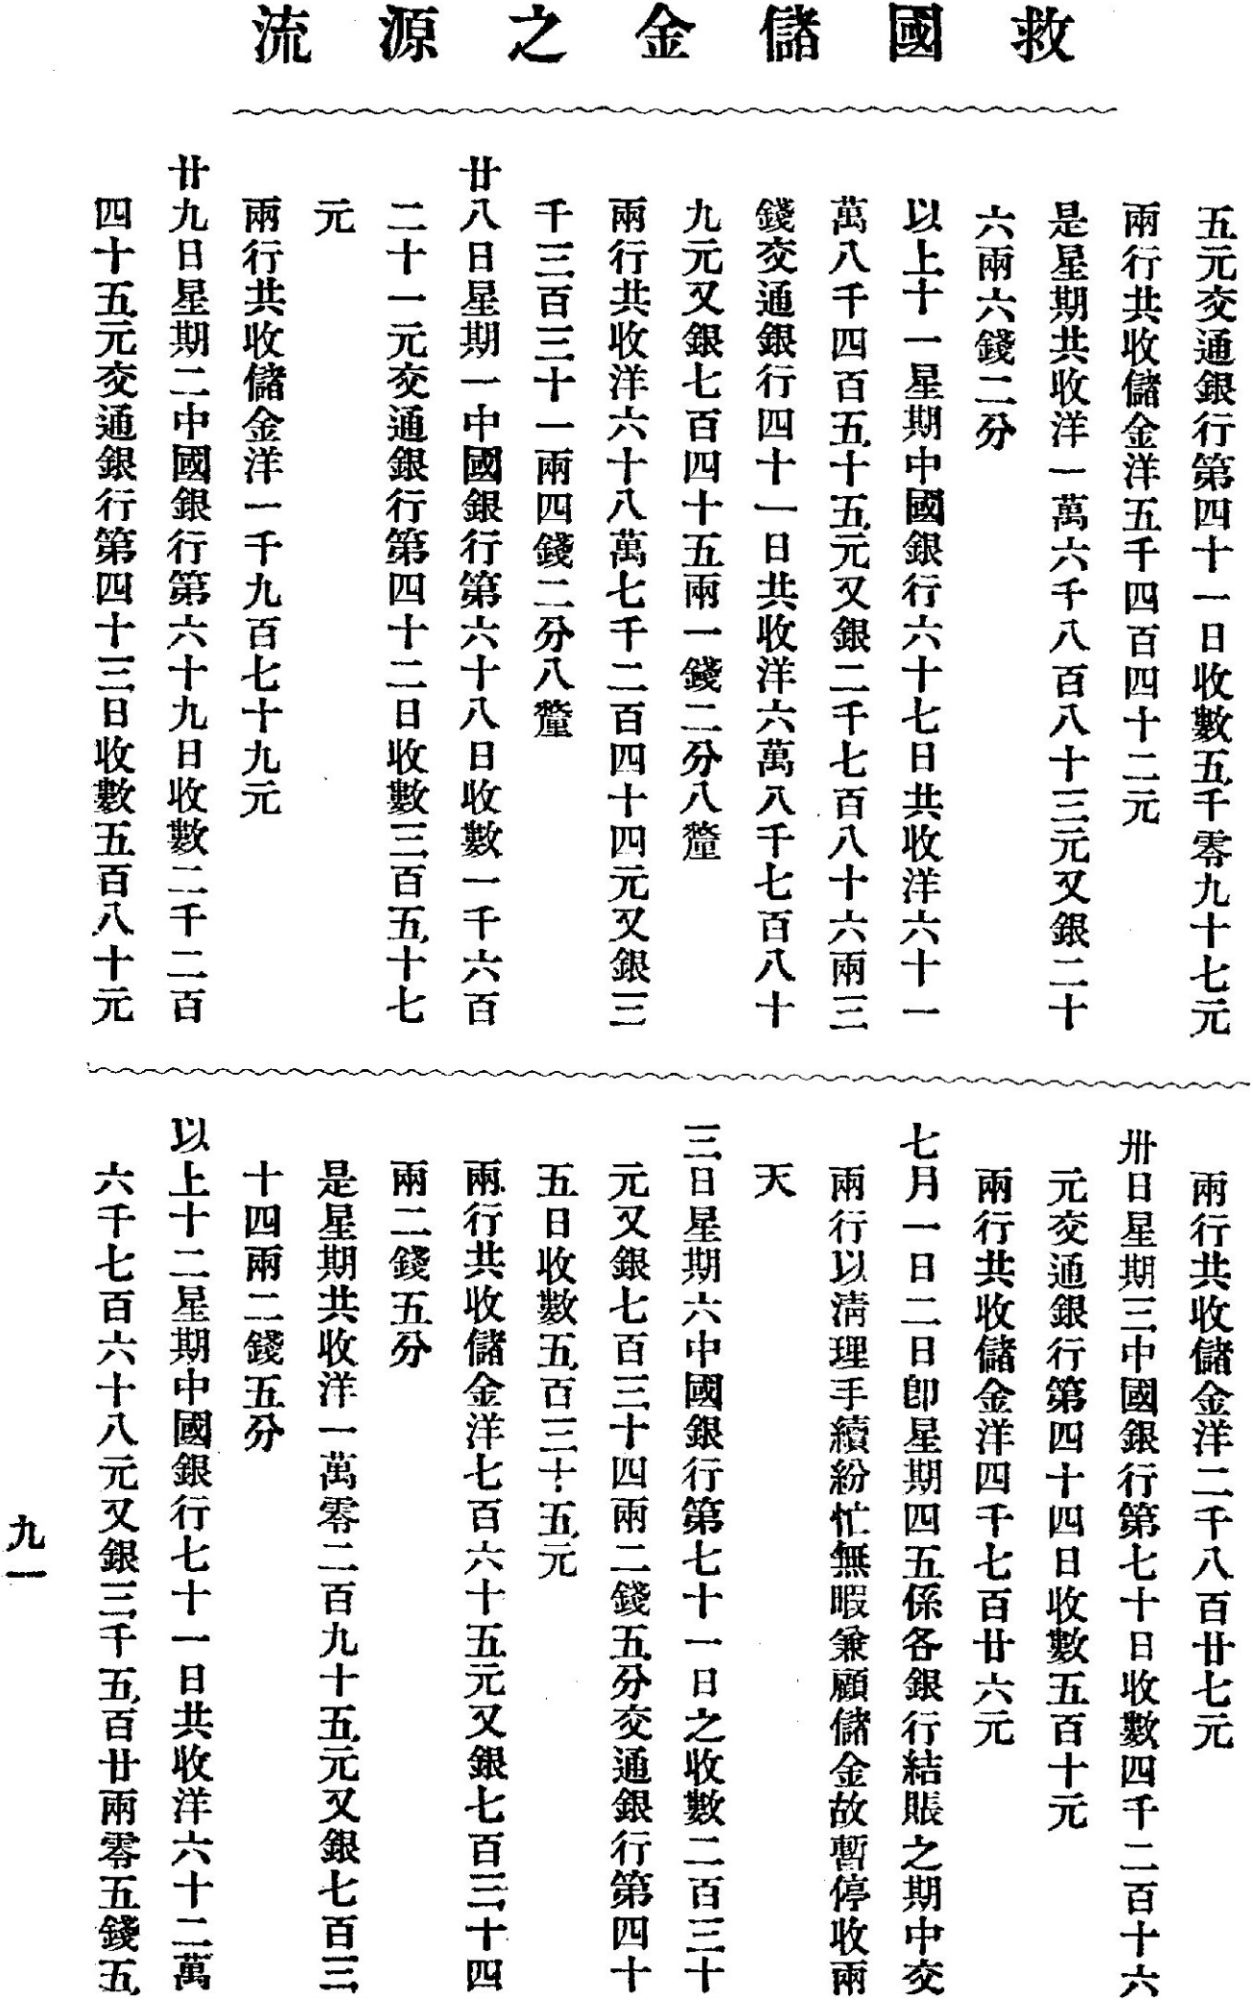 救國儲金之源流
五元交通銀行第四十一日收數五千零九十七元
兩行共收儲金洋五千四百四十二元
是星期共收洋一萬六千八百八十三元又銀二十
六兩六錢二分
以上十一星期中國銀行六十七日共收洋六十一
萬八千四百五十五元又銀二千七百八十六兩三
錢交通銀行四十一日共收洋六萬八千七百八十
九元又銀七百四十五兩一錢二分八釐
兩行共收洋六十八萬七千二百四十四元又銀三
千三百三十一兩四錢二分八釐
廿八日星期一中國銀行第六十八日收數一千六百
二十一元交通銀行第四十二日收數三百五十七
元
兩行共收儲金洋一千九百七十九元
廿九日星期二中國銀行第六十九日收數二千二百
四十五元交通銀行第四十三日收數五百八十元
兩行共收儲金洋二千八百廿七元
卅日星期三中國銀行第七十日收數四千二百十六
元交通銀行第四十四日收數五百十元
兩行共收儲金洋四千七百廿六元
七月一日二日卽星期四五係各銀行結賬之期中交
兩行以淸理手續紛忙無暇兼顧儲金故暫停收兩
天
三日星期六中國銀行第七十一日之收數二百三十
元又銀七百三十四兩二錢五分交通銀行第四十
五日收數五百三十五元
兩行共收儲金洋七百六十五元又銀七百三十四
兩二錢五分
是星期共收洋一萬零二百九十五元又銀七百三
十四兩二錢五分
以上十二星期中國銀行七十一日共收洋六十二萬
六千七百六十八元又銀三千五百廿兩零五錢五
九一